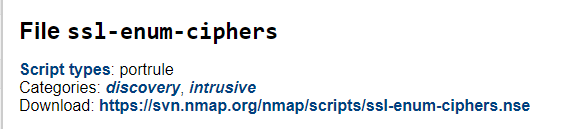 File ssl-enum-ciphers
Script types: portrule
Categories: discovery, intrusive
Download: https://svn.nmap.org/nmap/scripts/ssl-enum-ciphers.nse